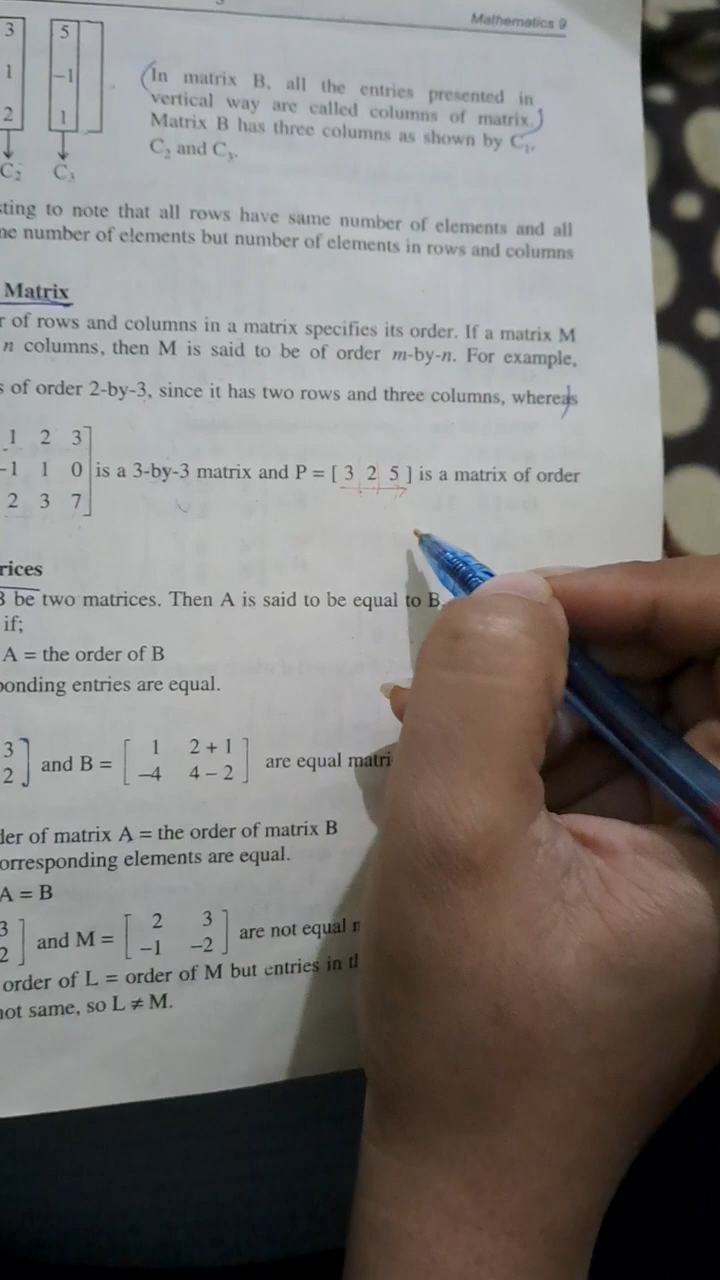 Mathematics 9
3 5
1 –1
2 1
C₂ C₃
(In matrix B, all the entries presented in
vertical way are called columns of matrix.)
Matrix B has three columns as shown by C₁,
C₂ and C₃.
sting to note that all rows have same number of elements and all
number of elements but number of elements in rows and columns
Matrix
r of rows and columns in a matrix specifies its order. If a matrix M
n columns, then M is said to be of order m-by-n. For example,
s of order 2-by-3, since it has two rows and three columns, whereas
1 2 3
–1 1 0 is a 3-by-3 matrix and P = [ 3 2 5 ] is a matrix of order
2 3 7
rices
B be two matrices. Then A is said to be equal to B
if;
A = the order of B
ponding entries are equal.
3 ] and B = [ 1 2 + 1 ] are equal matri
2 –4 4 – 2
der of matrix A = the order of matrix B
orresponding elements are equal.
A = B
3 ] and M = [ 2 3 ] are not equal
2 –1 –2
order of L = order of M but entries in
not same, so L ≠ M.